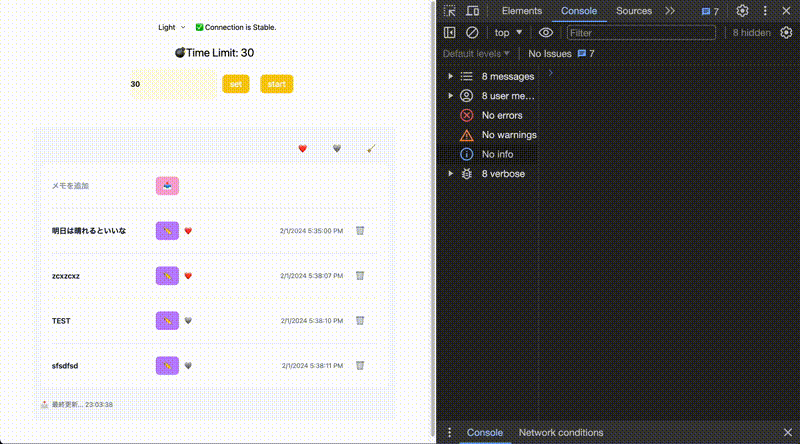 Light ✅ Connection is Stable.
💣Time Limit: 30
30 set start
メモを追加
明日は晴れるといいな 2/1/2024 5:35:00 PM
zcxzcxz 2/1/2024 5:38:07 PM
TEST 2/1/2024 5:38:10 PM
sfsdfsd 2/1/2024 5:38:11 PM
最終更新... 23:03:38
Elements Console Sources 7
top Filter 8 hidden
Default levels No Issues 7
8 messages
8 user me...
No errors
No warnings
No info
8 verbose
Console Network conditions